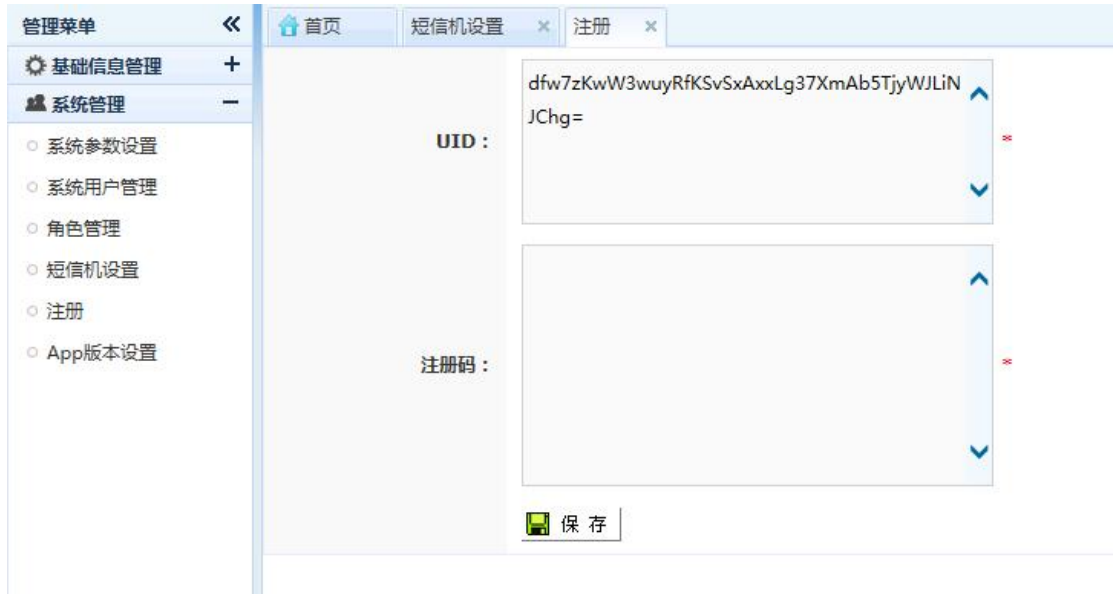 管理菜单
基础信息管理
系统管理
系统参数设置
系统用户管理
角色管理
短信机设置
注册
App版本设置
首页 短信机设置 注册
UID：
dfw7zKwW3wuyRfKSvSxAxxLg37XmAb5TjyWJLiN
JChg=
*
注册码：
*
保存